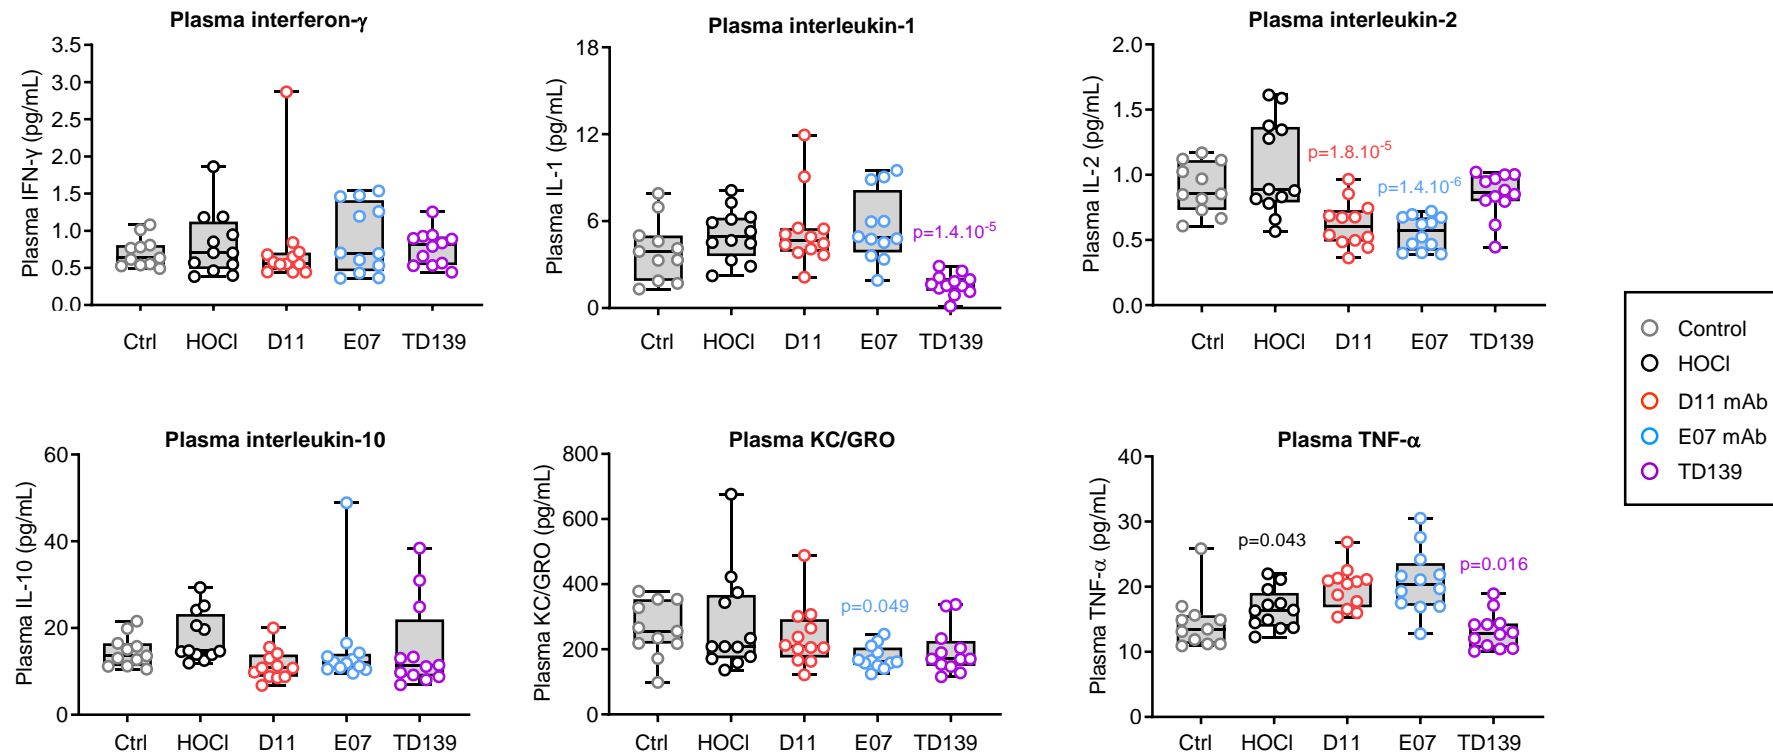 Plasma interferon-γ
Plasma IFN-γ (pg/mL)
3.5
3.0
2.5
2.0
1.5
1.0
0.5
0.0
Ctrl HOCl D11 E07 TD139
Plasma interleukin-1
Plasma IL-1 (pg/mL)
18
12
6
0
p=1.4.10-5
Ctrl HOCl D11 E07 TD139
Plasma interleukin-2
Plasma IL-2 (pg/mL)
2.0
1.5
1.0
0.5
0.0
p=1.8.10-5
p=1.4.10-6
Ctrl HOCl D11 E07 TD139
Control
HOCl
D11 mAb
E07 mAb
TD139
Plasma interleukin-10
Plasma IL-10 (pg/mL)
60
40
20
0
Ctrl HOCl D11 E07 TD139
Plasma KC/GRO
Plasma KC/GRO (pg/mL)
800
600
400
200
0
p=0.049
Ctrl HOCl D11 E07 TD139
Plasma TNF-α
Plasma TNF-α (pg/mL)
40
30
20
10
0
p=0.043
p=0.016
Ctrl HOCl D11 E07 TD139